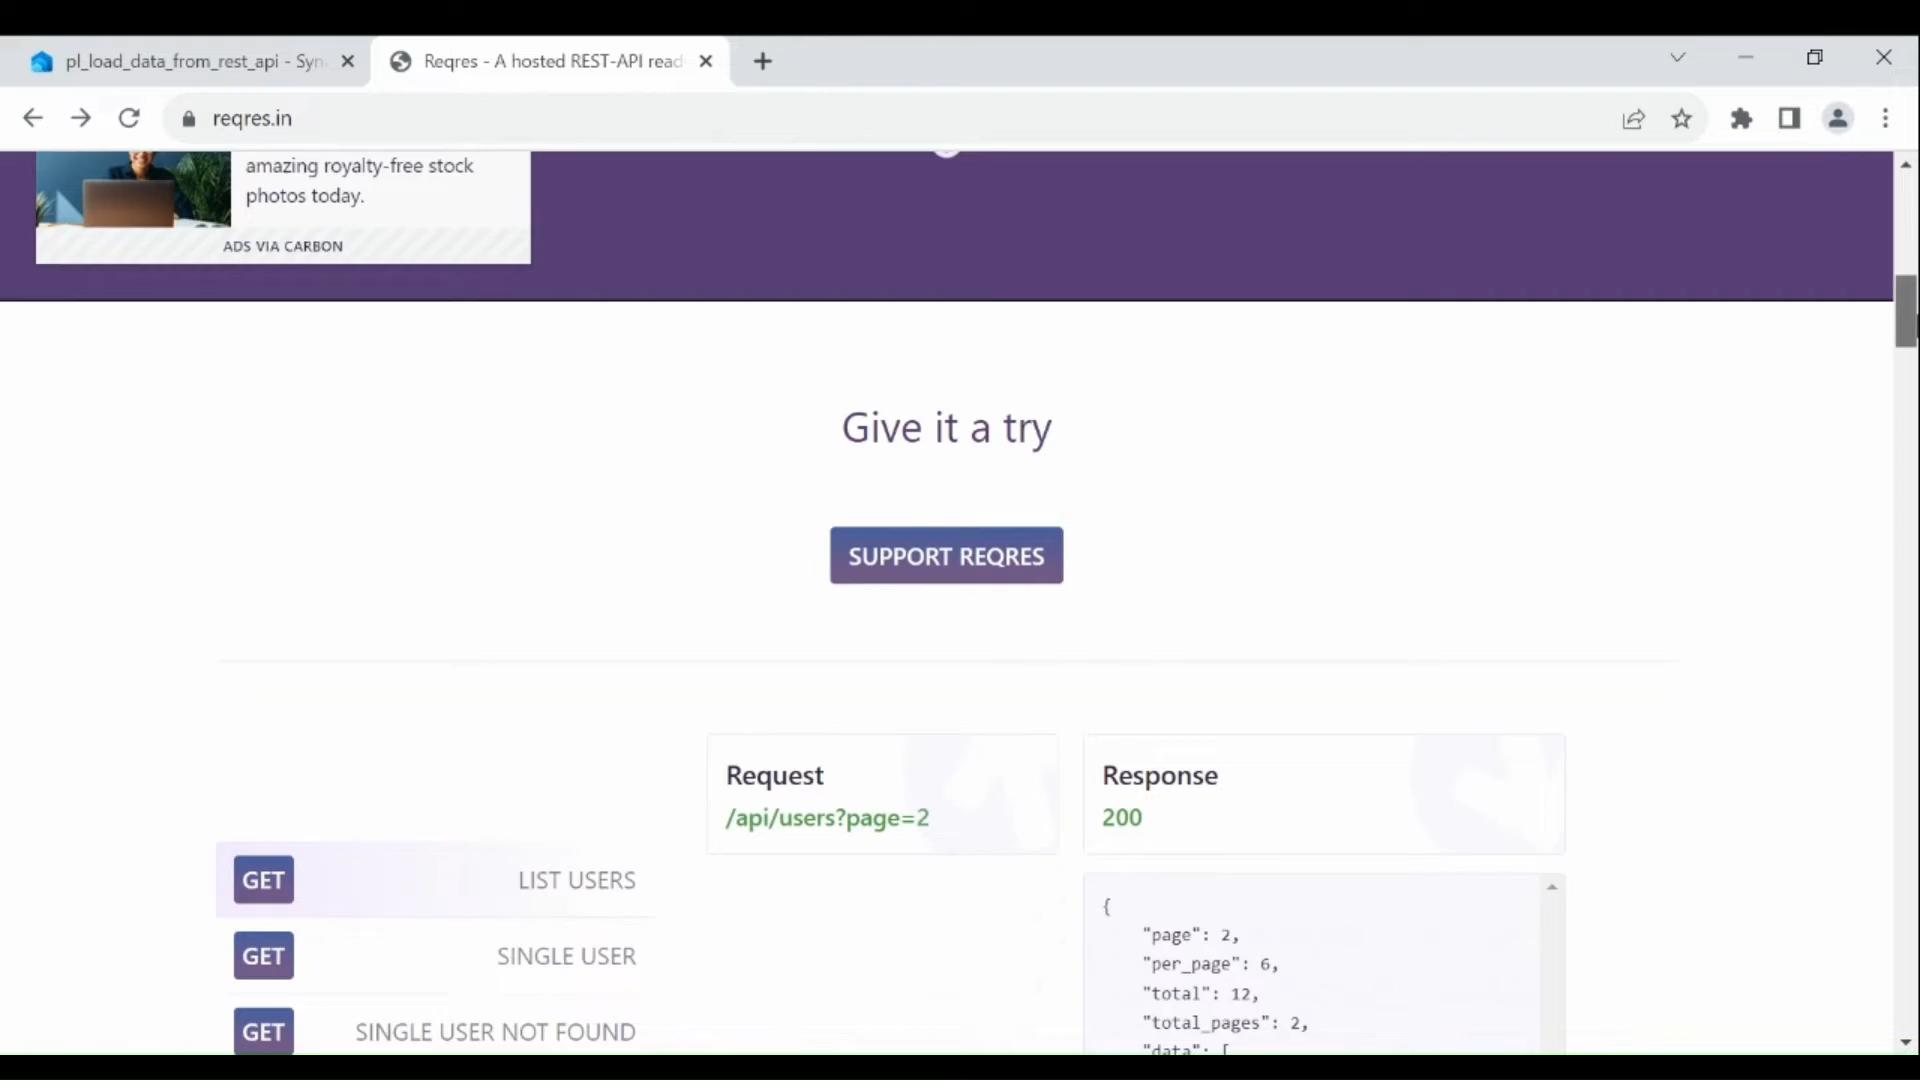 pl_load_data_from_rest_api - Syn
Reqres - A hosted REST-API read
reqres.in
amazing royalty-free stock
photos today.
ADS VIA CARBON
Give it a try
SUPPORT REQRES
Request
/api/users?page=2
Response
200
GET LIST USERS
GET SINGLE USER
GET SINGLE USER NOT FOUND
{
"page": 2,
"per_page": 6,
"total": 12,
"total_pages": 2,
"data": [